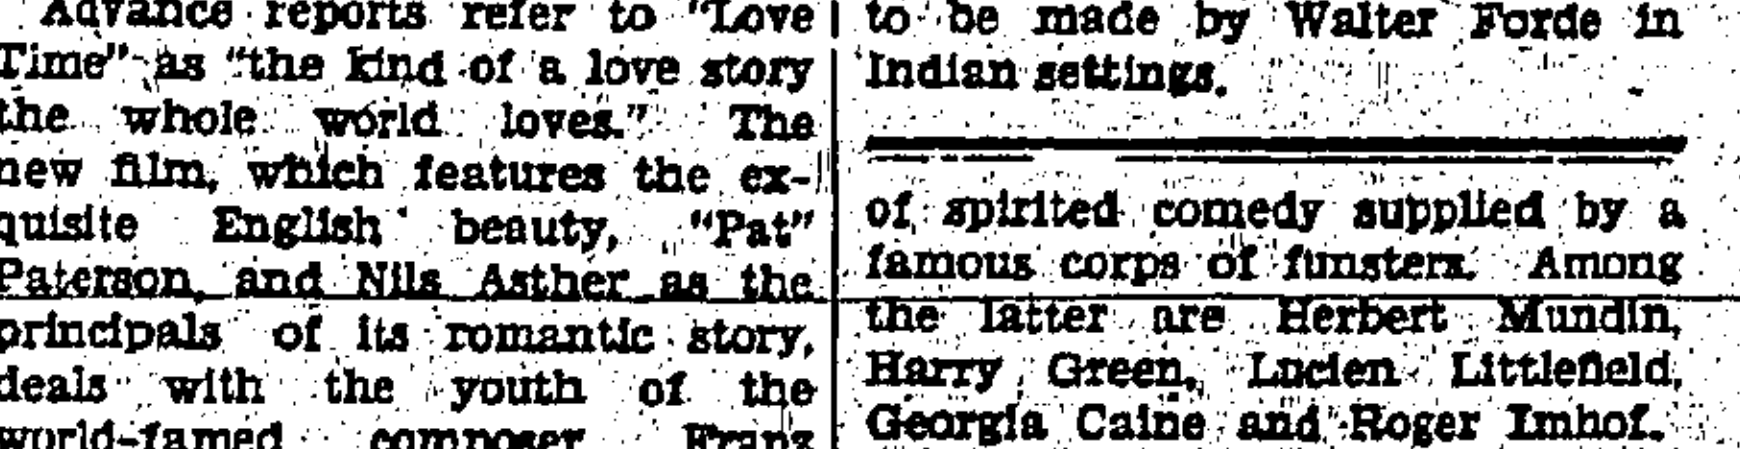 Advance reports refer to "Love
Time" as "the kind of a love story
the whole world loves." The
new film, which features the ex-
quisite English beauty, "Pat"
Paterson, and Nils Asther as the
principals of its romantic story,
deals with the youth of the
world-famed composer Franz
to be made by Walter Forde in
Indian settings.
of spirited comedy supplied by a
famous corps of funsters. Among
the latter are Herbert Mundin,
Harry Green, Lucien Littlefield,
Georgia Caine and Roger Imhof.